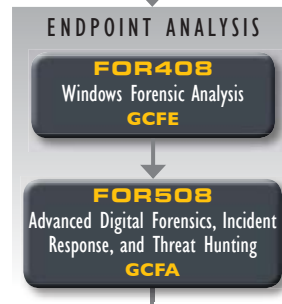 ENDPOINT ANALYSIS
FOR408
Windows Forensic Analysis
GCFE
FOR508
Advanced Digital Forensics, Incident
Response, and Threat Hunting
GCFA